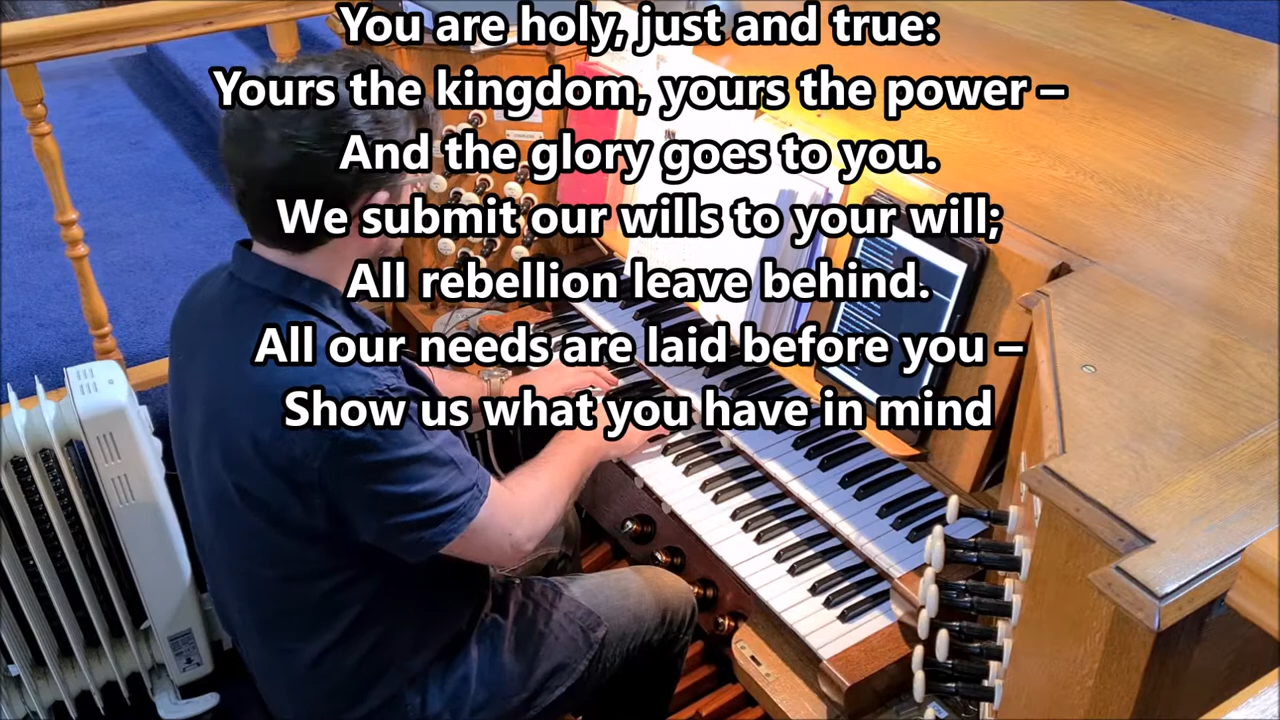 You are holy, just and true:
Yours the kingdom, yours the power –
And the glory goes to you.
We submit our wills to your will;
All rebellion leave behind.
All our needs are laid before you –
Show us what you have in mind